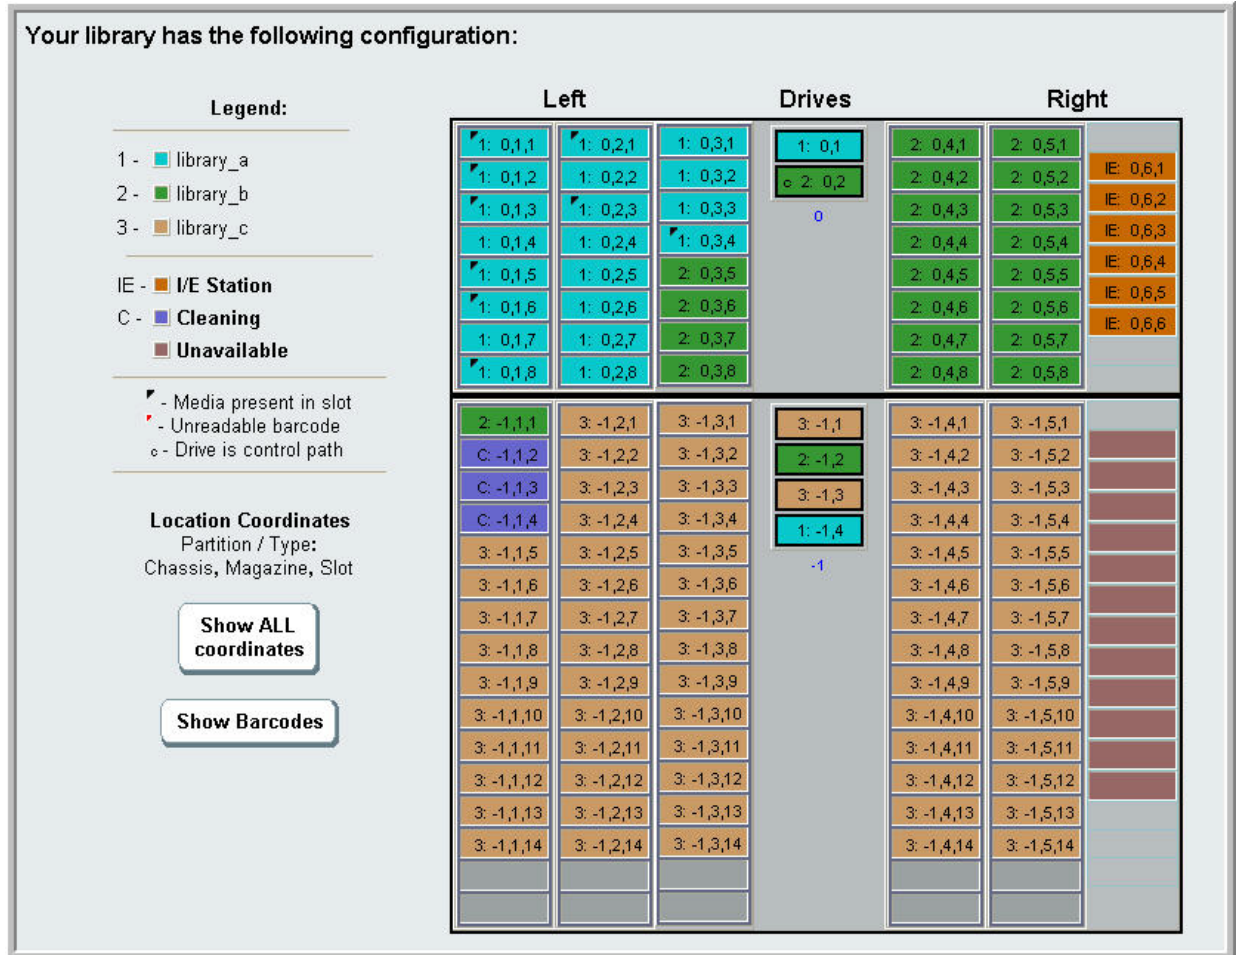 Your library has the following configuration:
Legend:
1 - library_a
2 - library_b
3 - library_c
IE - I/E Station
C - Cleaning
Unavailable
- Media present in slot
- Unreadable barcode
c - Drive is control path
Location Coordinates
Partition / Type:
Chassis, Magazine, Slot
Show ALL
coordinates
Show Barcodes
Left Drives Right
1: 0,1,1 1: 0,2,1 1: 0,3,1 1: 0,1 2: 0,4,1 2: 0,5,1 IE: 0,6,1
1: 0,1,2 1: 0,2,2 1: 0,3,2 c 2: 0,2 2: 0,4,2 2: 0,5,2 IE: 0,6,2
1: 0,1,3 1: 0,2,3 1: 0,3,3 0 2: 0,4,3 2: 0,5,3 IE: 0,6,3
1: 0,1,4 1: 0,2,4 1: 0,3,4 2: 0,4,4 2: 0,5,4 IE: 0,6,4
1: 0,1,5 1: 0,2,5 2: 0,3,5 2: 0,4,5 2: 0,5,5 IE: 0,6,5
1: 0,1,6 1: 0,2,6 2: 0,3,6 2: 0,4,6 2: 0,5,6 IE: 0,6,6
1: 0,1,7 1: 0,2,7 2: 0,3,7 2: 0,4,7 2: 0,5,7
1: 0,1,8 1: 0,2,8 2: 0,3,8 2: 0,4,8 2: 0,5,8
2: -1,1,1 3: -1,2,1 3: -1,3,1 3: -1,1 3: -1,4,1 3: -1,5,1
C: -1,1,2 3: -1,2,2 3: -1,3,2 2: -1,2 3: -1,4,2 3: -1,5,2
C: -1,1,3 3: -1,2,3 3: -1,3,3 3: -1,3 3: -1,4,3 3: -1,5,3
C: -1,1,4 3: -1,2,4 3: -1,3,4 1: -1,4 3: -1,4,4 3: -1,5,4
3: -1,1,5 3: -1,2,5 3: -1,3,5 -1 3: -1,4,5 3: -1,5,5
3: -1,1,6 3: -1,2,6 3: -1,3,6 3: -1,4,6 3: -1,5,6
3: -1,1,7 3: -1,2,7 3: -1,3,7 3: -1,4,7 3: -1,5,7
3: -1,1,8 3: -1,2,8 3: -1,3,8 3: -1,4,8 3: -1,5,8
3: -1,1,9 3: -1,2,9 3: -1,3,9 3: -1,4,9 3: -1,5,9
3: -1,1,10 3: -1,2,10 3: -1,3,10 3: -1,4,10 3: -1,5,10
3: -1,1,11 3: -1,2,11 3: -1,3,11 3: -1,4,11 3: -1,5,11
3: -1,1,12 3: -1,2,12 3: -1,3,12 3: -1,4,12 3: -1,5,12
3: -1,1,13 3: -1,2,13 3: -1,3,13 3: -1,4,13 3: -1,5,13
3: -1,1,14 3: -1,2,14 3: -1,3,14 3: -1,4,14 3: -1,5,14